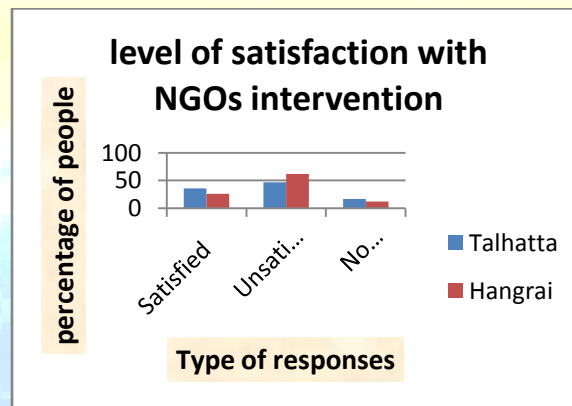 level of satisfaction with
NGOs intervention
percentage of people
100
50
0
Satisfied
Unsati...
No...
Talhatta
Hangrai
Type of responses